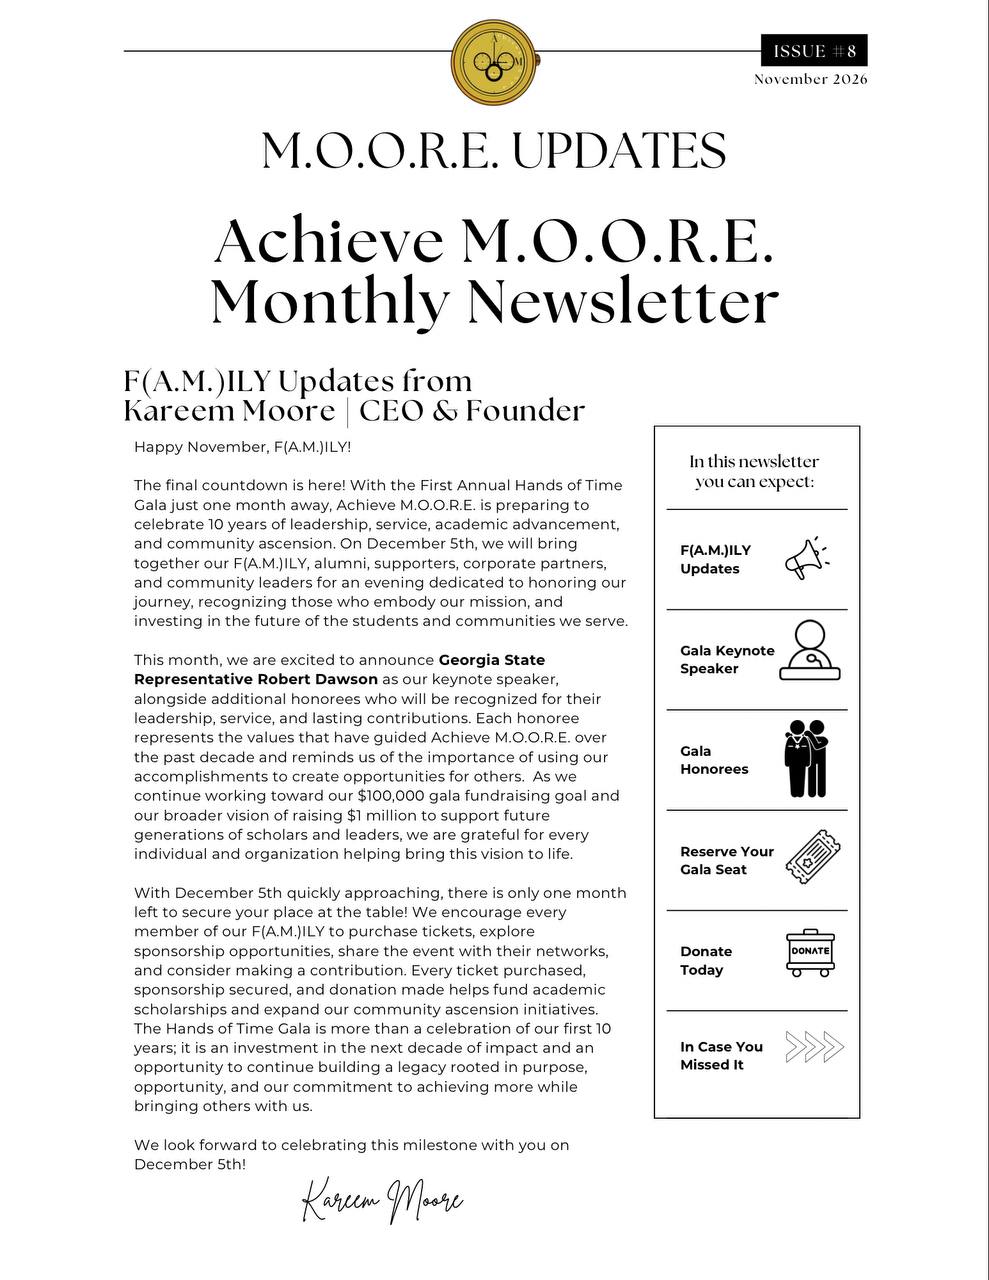 ISSUE #8
November 2026
A
M
M.O.O.R.E. UPDATES
Achieve M.O.O.R.E.
Monthly Newsletter
F(A.M.)ILY Updates from
Kareem Moore | CEO & Founder
Happy November, F(A.M.)ILY!
The final countdown is here! With the First Annual Hands of Time
Gala just one month away, Achieve M.O.O.R.E. is preparing to
celebrate 10 years of leadership, service, academic advancement,
and community ascension. On December 5th, we will bring
together our F(A.M.)ILY, alumni, supporters, corporate partners,
and community leaders for an evening dedicated to honoring our
journey, recognizing those who embody our mission, and
investing in the future of the students and communities we serve.
This month, we are excited to announce Georgia State
Representative Robert Dawson as our keynote speaker,
alongside additional honorees who will be recognized for their
leadership, service, and lasting contributions. Each honoree
represents the values that have guided Achieve M.O.O.R.E. over
the past decade and reminds us of the importance of using our
accomplishments to create opportunities for others.  As we
continue working toward our $100,000 gala fundraising goal and
our broader vision of raising $1 million to support future
generations of scholars and leaders, we are grateful for every
individual and organization helping bring this vision to life.
With December 5th quickly approaching, there is only one month
left to secure your place at the table! We encourage every
member of our F(A.M.)ILY to purchase tickets, explore
sponsorship opportunities, share the event with their networks,
and consider making a contribution. Every ticket purchased,
sponsorship secured, and donation made helps fund academic
scholarships and expand our community ascension initiatives.
The Hands of Time Gala is more than a celebration of our first 10
years; it is an investment in the next decade of impact and an
opportunity to continue building a legacy rooted in purpose,
opportunity, and our commitment to achieving more while
bringing others with us.
We look forward to celebrating this milestone with you on
December 5th!
Kareem Moore
In this newsletter
you can expect:
F(A.M.)ILY
Updates
Gala Keynote
Speaker
Gala
Honorees
Reserve Your
Gala Seat
Donate
Today
DONATE
In Case You
Missed It